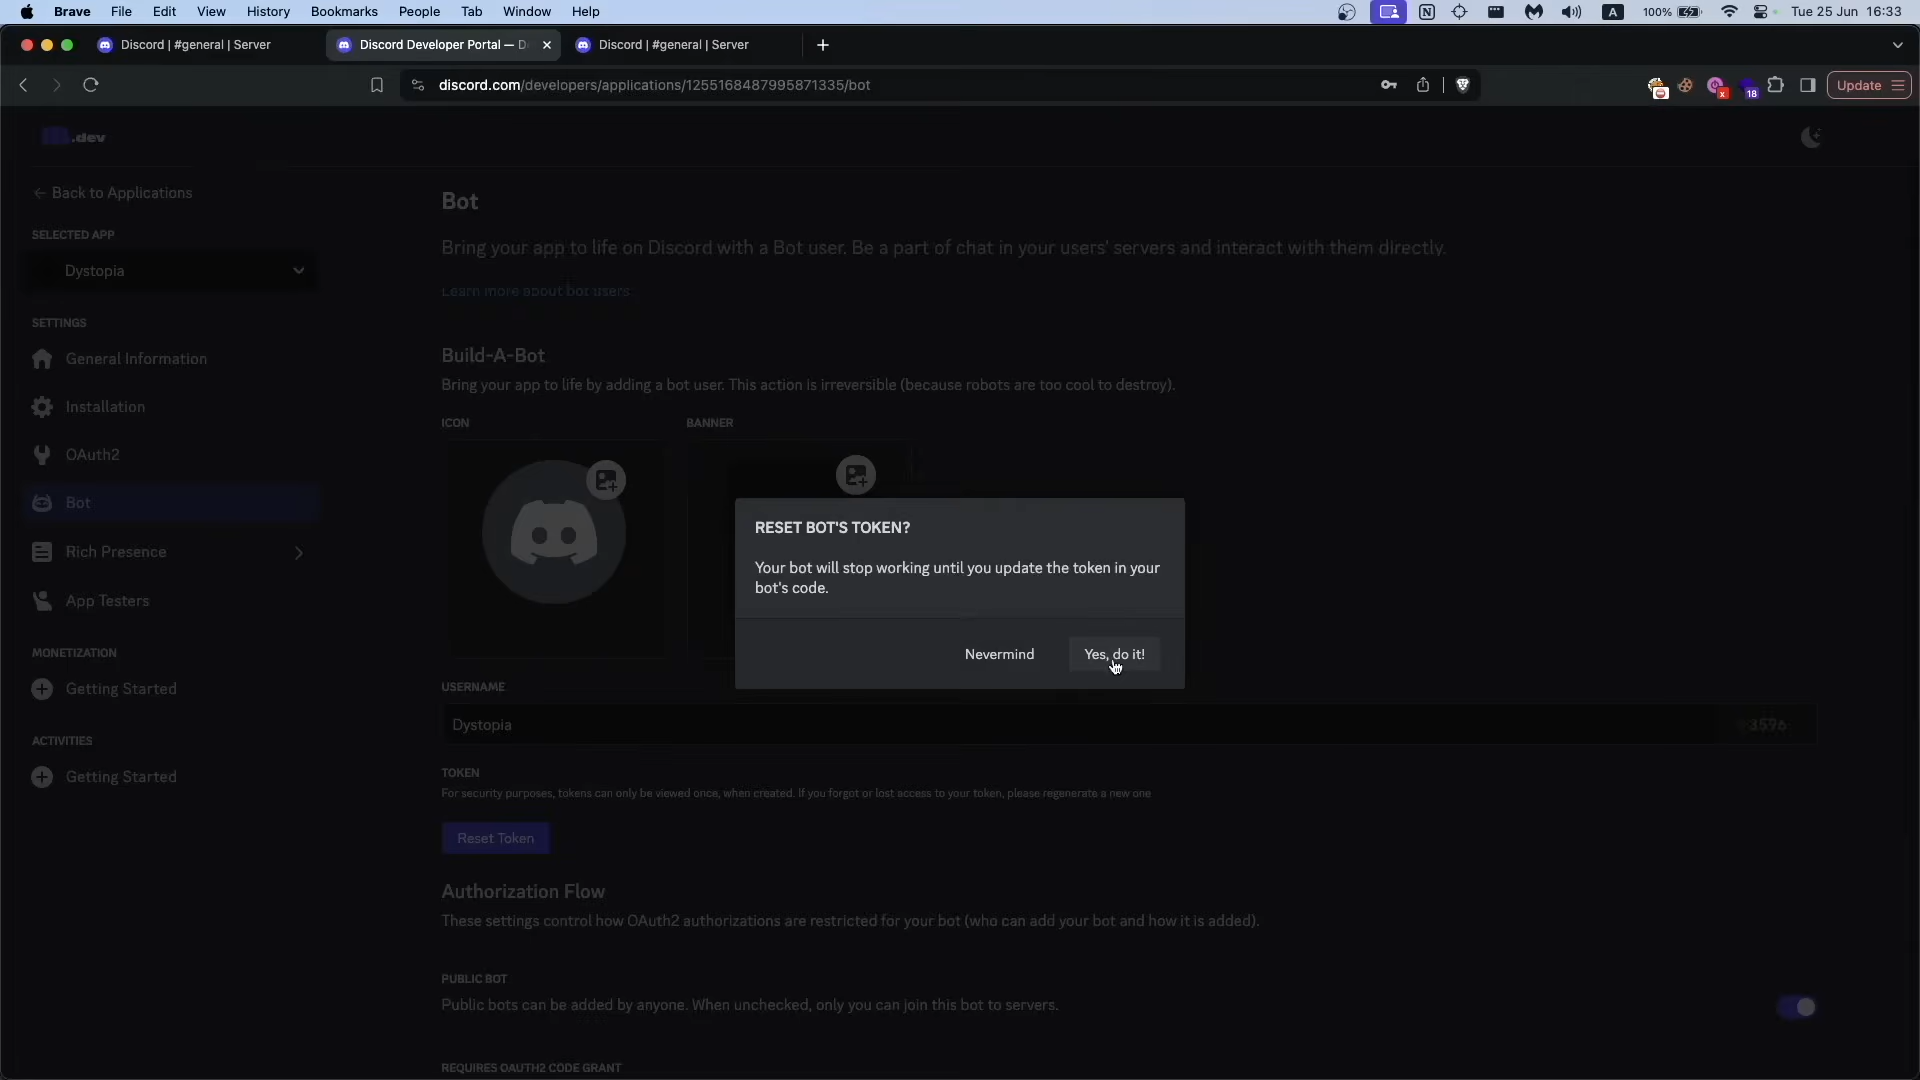 Brave File Edit View History Bookmarks People Tab Window Help
A 100% Tue 25 Jun 16:33
Discord | #general | Server
Discord Developer Portal — D
Discord | #general | Server
discord.com/developers/applications/1255168487995871335/bot
18
Update
.dev
← Back to Applications
SELECTED APP
Dystopia
SETTINGS
General Information
Installation
OAuth2
Bot
Rich Presence
App Testers
MONETIZATION
Getting Started
ACTIVITIES
Getting Started
Bot
Bring your app to life on Discord with a Bot user. Be a part of chat in your users' servers and interact with them directly.
Learn more about bot users
Build-A-Bot
Bring your app to life by adding a bot user. This action is irreversible (because robots are too cool to destroy).
ICON
BANNER
RESET BOT'S TOKEN?
Your bot will stop working until you update the token in your
bot's code.
Nevermind
Yes, do it!
USERNAME
Dystopia
3596
TOKEN
For security purposes, tokens can only be viewed once, when created. If you forgot or lost access to your token, please regenerate a new one
Reset Token
Authorization Flow
These settings control how OAuth2 authorizations are restricted for your bot (who can add your bot and how it is added).
PUBLIC BOT
Public bots can be added by anyone. When unchecked, only you can join this bot to servers.
REQUIRES OAUTH2 CODE GRANT